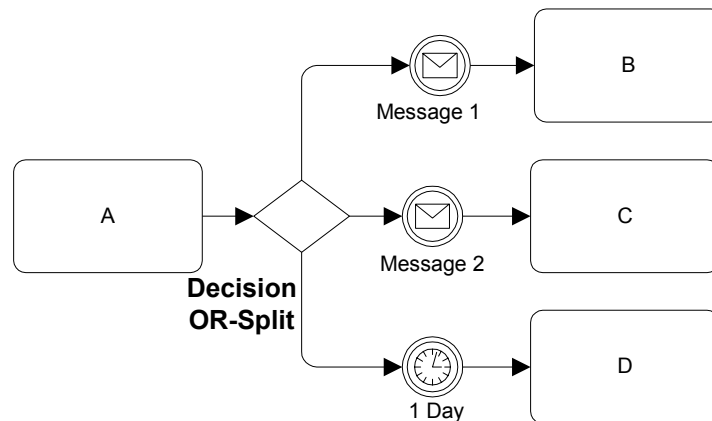 B
Message 1
A
C
Message 2
Decision
OR-Split
D
1 Day